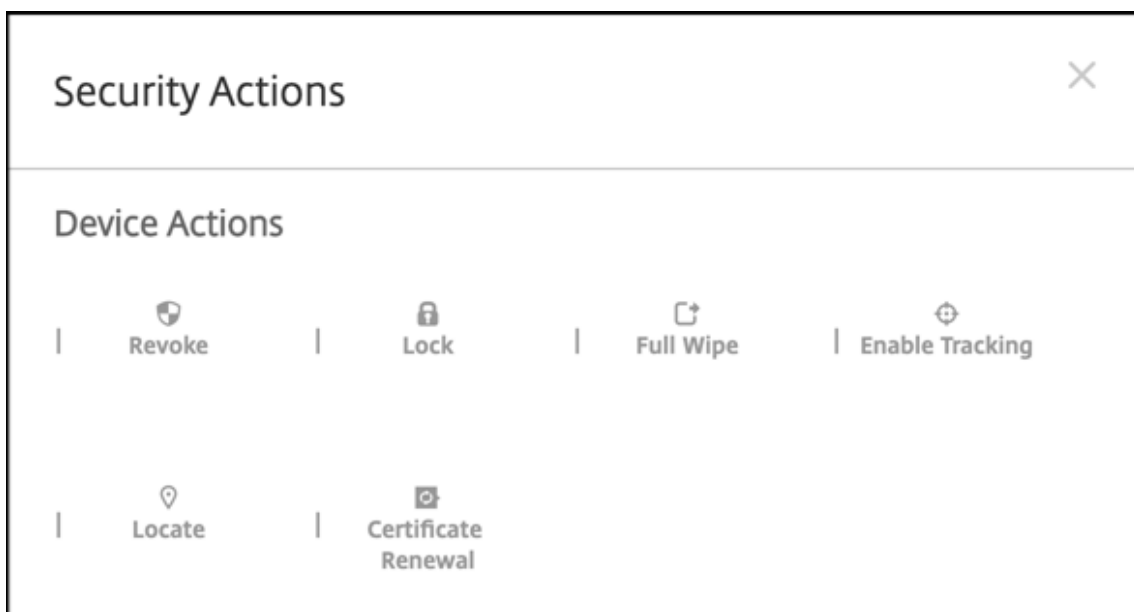 Security Actions
Device Actions
Revoke
Lock
Full Wipe
Enable Tracking
Locate
Certificate
Renewal